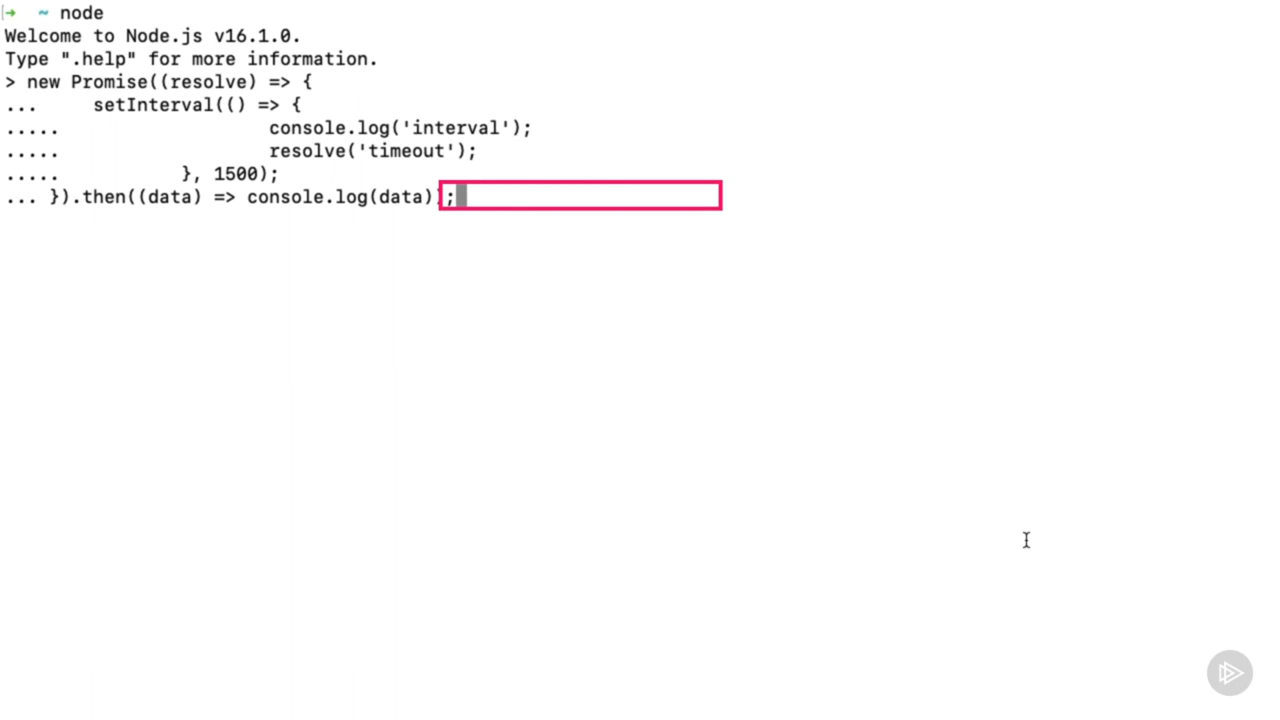 → ~ node
Welcome to Node.js v16.1.0.
Type ".help" for more information.
> new Promise((resolve) => {
...     setInterval(() => {
.....                   console.log('interval');
.....                   resolve('timeout');
.....           }, 1500);
... }).then((data) => console.log(data));